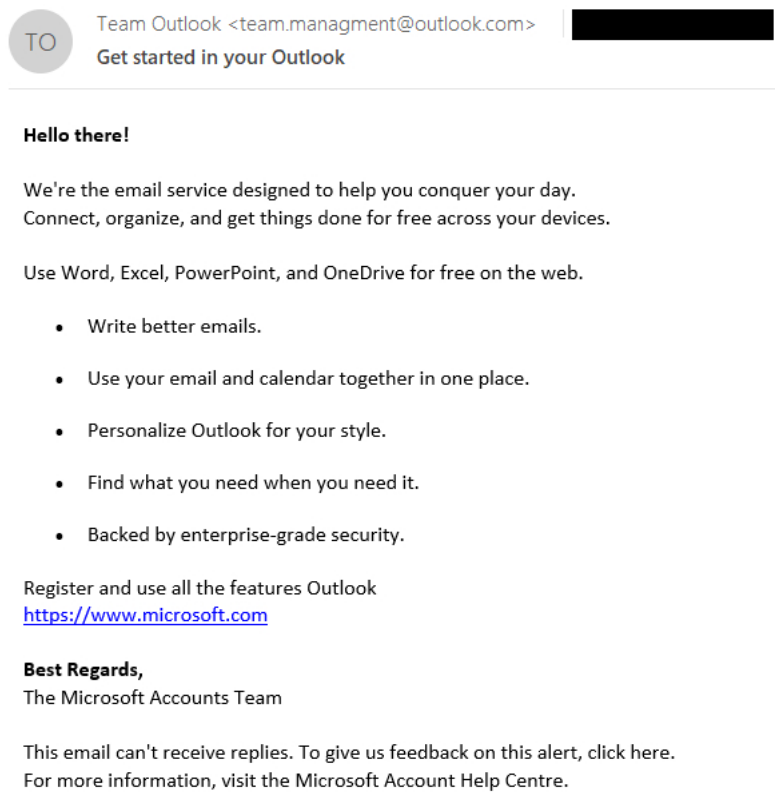 TO
Team Outlook <team.managment@outlook.com>
Get started in your Outlook
Hello there!
We're the email service designed to help you conquer your day.
Connect, organize, and get things done for free across your devices.
Use Word, Excel, PowerPoint, and OneDrive for free on the web.
• Write better emails.
• Use your email and calendar together in one place.
• Personalize Outlook for your style.
• Find what you need when you need it.
• Backed by enterprise-grade security.
Register and use all the features Outlook
https://www.microsoft.com
Best Regards,
The Microsoft Accounts Team
This email can't receive replies. To give us feedback on this alert, click here.
For more information, visit the Microsoft Account Help Centre.